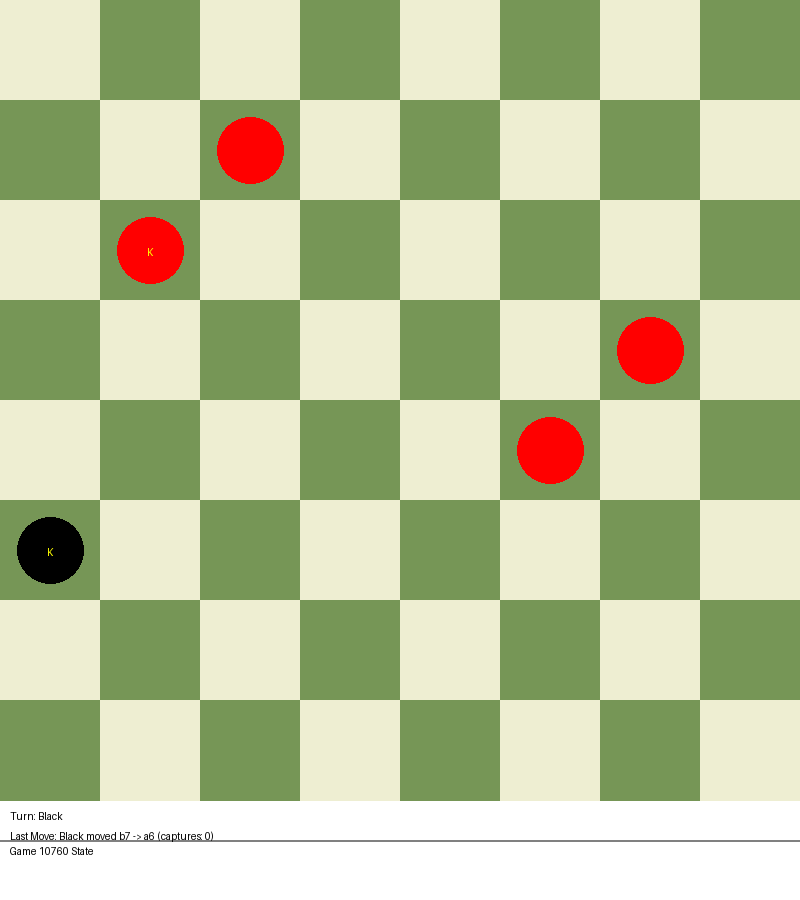 K
K
Turn: Black
Last Move: Black moved b7 -> a6 (captures: 0)
Game 10760 State